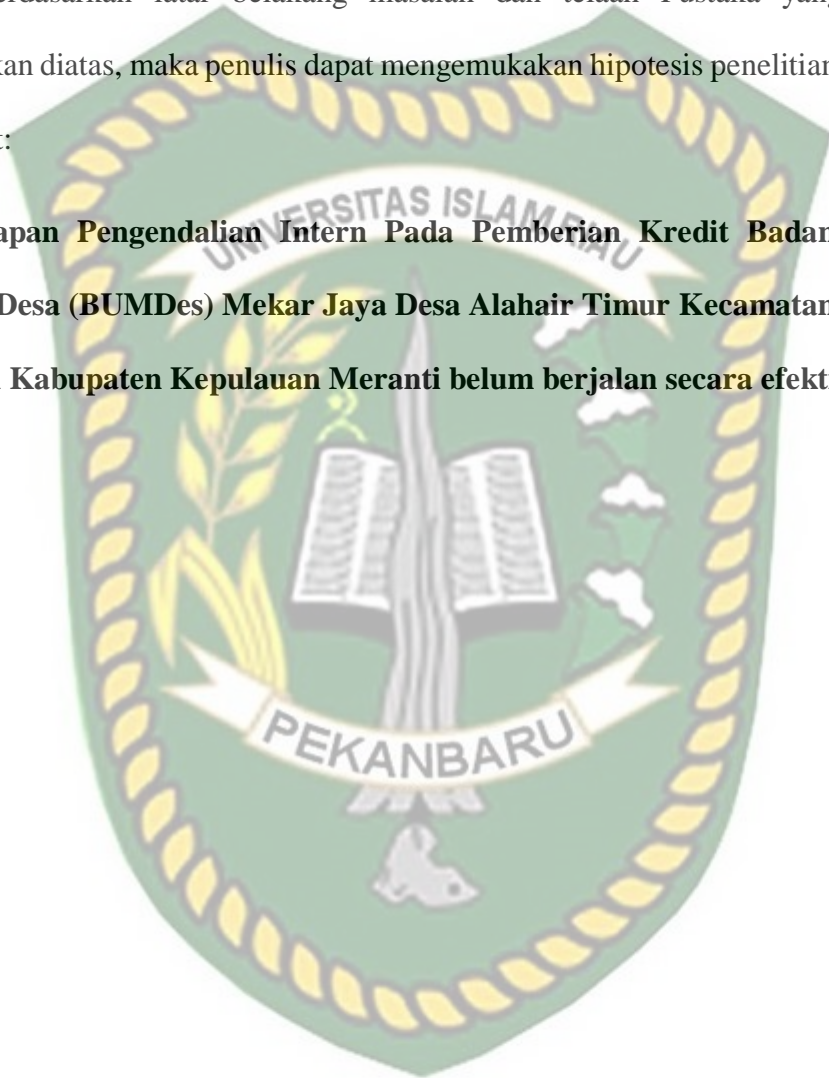 erdasarkan latar belakang masalah dan telaah Pustaka yang
kan diatas, maka penulis dapat mengemukakan hipotesis penelitian
t:
UNIVERSITAS ISLAM RIAU
apan Pengendalian Intern Pada Pemberian Kredit Badan
Desa (BUMDes) Mekar Jaya Desa Alahair Timur Kecamatan
Kabupaten Kepulauan Meranti belum berjalan secara efekti
PEKANBARU